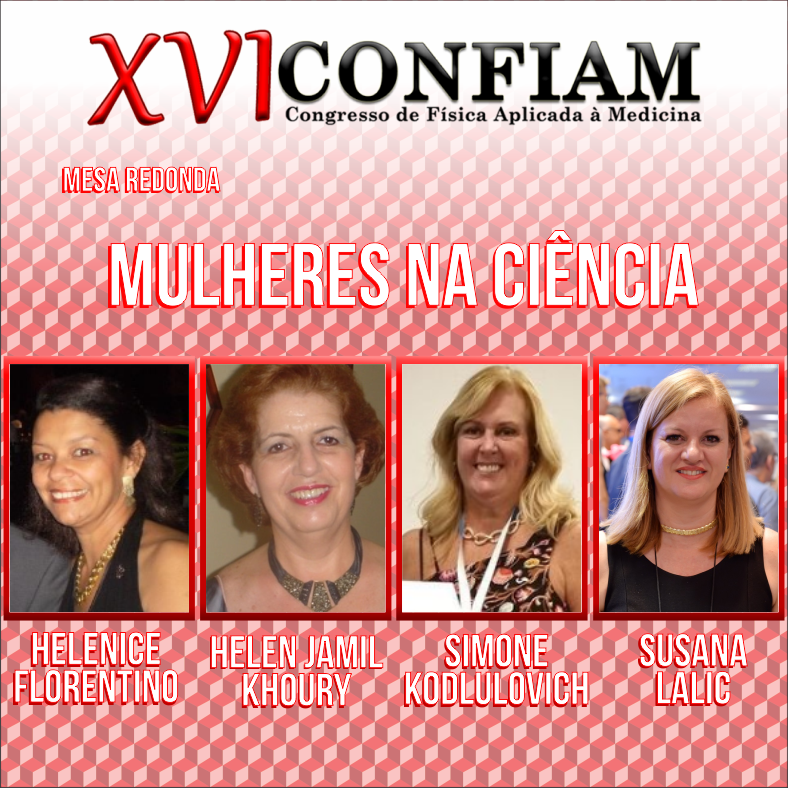 XVI CONFIAM
Congresso de Física Aplicada à Medicina
MESA REDONDA
MULHERES NA CIÊNCIA
HELENICE
FLORENTINO
HELEN JAMIL
KHOURY
SIMONE
KODLULOVICH
SUSANA
LALIC